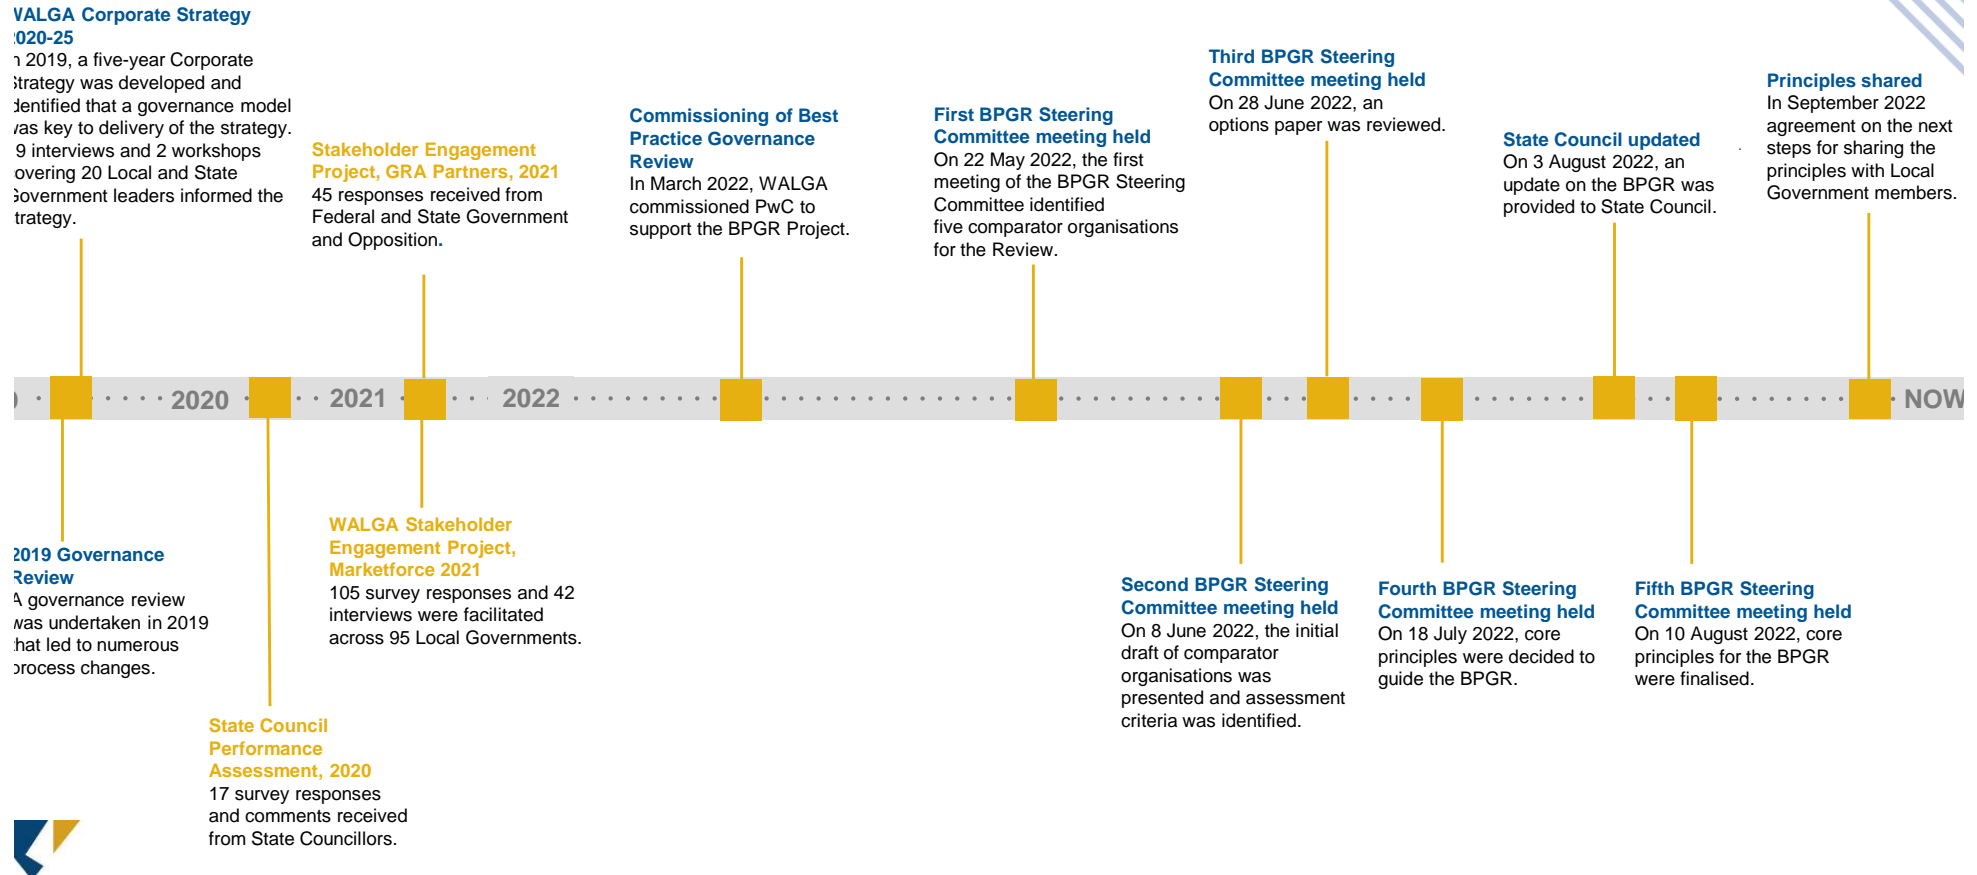 WALGA Corporate Strategy
2020-25
2019, a five-year Corporate
Strategy was developed and
identified that a governance model
was key to delivery of the strategy.
9 interviews and 2 workshops
covering 20 Local and State
Government leaders informed the
strategy.
Stakeholder Engagement
Project, GRA Partners, 2021
45 responses received from
Federal and State Government
and Opposition.
Commissioning of Best
Practice Governance
Review
In March 2022, WALGA
commissioned PwC to
support the BPGR Project.
First BPGR Steering
Committee meeting held
On 22 May 2022, the first
meeting of the BPGR Steering
Committee identified
five comparator organisations
for the Review.
Third BPGR Steering
Committee meeting held
On 28 June 2022, an
options paper was reviewed.
State Council updated
On 3 August 2022, an
update on the BPGR was
provided to State Council.
Principles shared
In September 2022
agreement on the next
steps for sharing the
principles with Local
Government members.
2020
2021
2022
NOW
2019 Governance
Review
A governance review
was undertaken in 2019
that led to numerous
process changes.
State Council
Performance
Assessment, 2020
17 survey responses
and comments received
from State Councillors.
WALGA Stakeholder
Engagement Project,
Marketforce 2021
105 survey responses and 42
interviews were facilitated
across 95 Local Governments.
Second BPGR Steering
Committee meeting held
On 8 June 2022, the initial
draft of comparator
organisations was
presented and assessment
criteria was identified.
Fourth BPGR Steering
Committee meeting held
On 18 July 2022, core
principles were decided to
guide the BPGR.
Fifth BPGR Steering
Committee meeting held
On 10 August 2022, core
principles for the BPGR
were finalised.